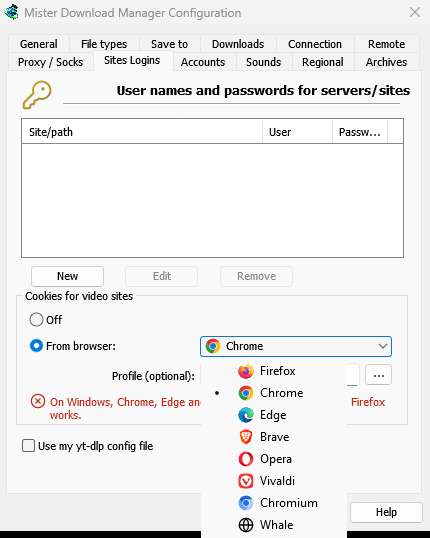 Mister Download Manager Configuration
General File types Save to Downloads Connection Remote
Proxy / Socks Sites Logins Accounts Sounds Regional Archives
User names and passwords for servers/sites
Site/path User Passw...
New Edit Remove
Cookies for video sites
Off
From browser: Chrome
Profile (optional): ...
Firefox
Chrome
Edge
Brave
Opera
Vivaldi
Chromium
Whale
On Windows, Chrome, Edge and Firefox
works.
Use my yt-dlp config file
Help